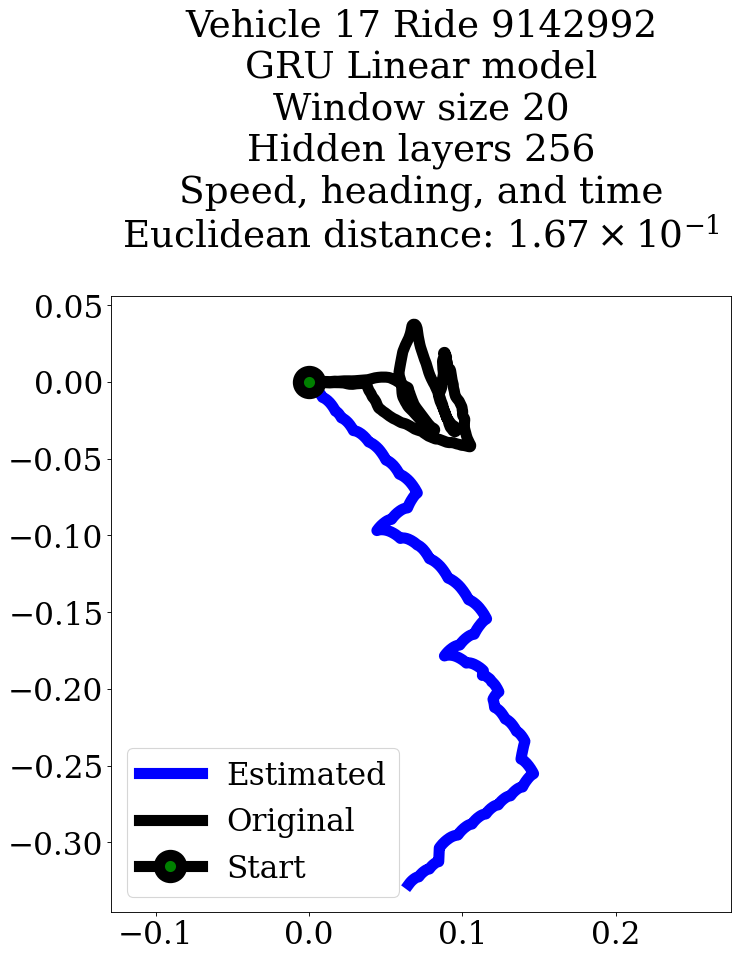 Vehicle 17 Ride 9142992
GRU Linear model
Window size 20
Hidden layers 256
Speed, heading, and time
Euclidean distance: 1.67 × 10⁻¹
0.05
0.00
−0.05
−0.10
−0.15
−0.20
−0.25
−0.30
Estimated
Original
Start
−0.1
0.0
0.1
0.2